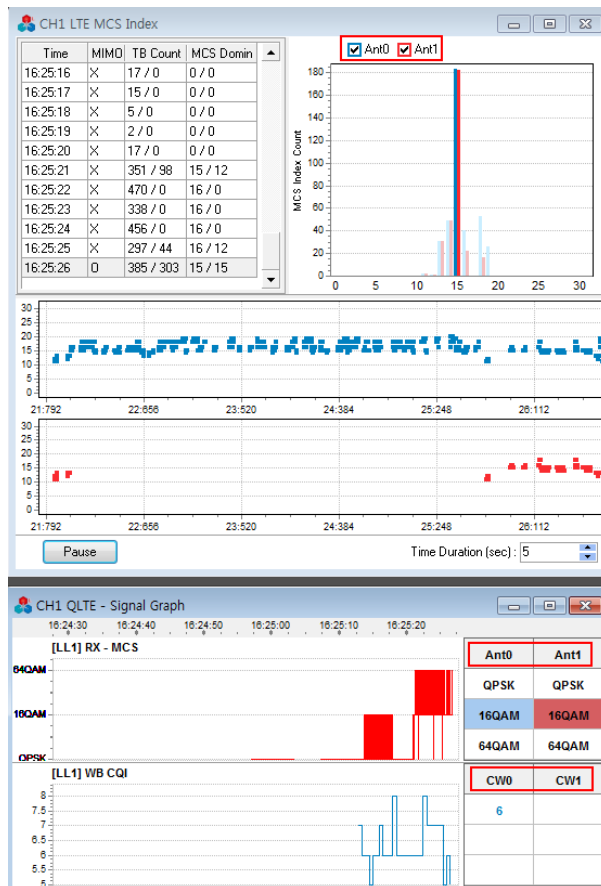 CH1 LTE MCS Index
Time MIMO TB Count MCS Domin
Ant0 Ant1
16:25:16 X 17 / 0 0 / 0
16:25:17 X 15 / 0 0 / 0
16:25:18 X 5 / 0 0 / 0
16:25:19 X 2 / 0 0 / 0
16:25:20 X 17 / 0 0 / 0
16:25:21 X 351 / 98 15 / 12
16:25:22 X 470 / 0 16 / 0
16:25:23 X 338 / 0 16 / 0
16:25:24 X 456 / 0 16 / 0
16:25:25 X 297 / 44 16 / 12
16:25:26 O 385 / 303 15 / 15
MCS Index Count
180
160
140
120
100
80
60
40
20
0
0 5 10 15 20 25 30
30
25
20
15
10
5
0
21:792 22:656 23:520 24:384 25:248 26:112
30
25
20
15
10
5
0
21:792 22:656 23:520 24:384 25:248 26:112
Pause
Time Duration (sec) : 5
CH1 QLTE - Signal Graph
16:24:30 16:24:40 16:24:50 16:25:00 16:25:10 16:25:20
[LL1] RX - MCS
Ant0 Ant1
64QAM
QPSK QPSK
16QAM
16QAM 16QAM
64QAM 64QAM
QPSK
[LL1] WB CQI
CW0 CW1
8
7.5
7
6.5
6
5.5
5
6